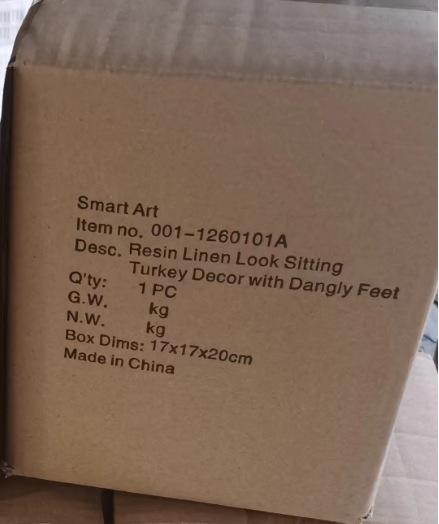 Smart Art
Item no. 001-1260101A
Desc. Resin Linen Look Sitting
Turkey Decor with Dangly Feet
Q'ty: 1 PC
G.W. kg
N.W. kg
Box Dims: 17x17x20cm
Made in China